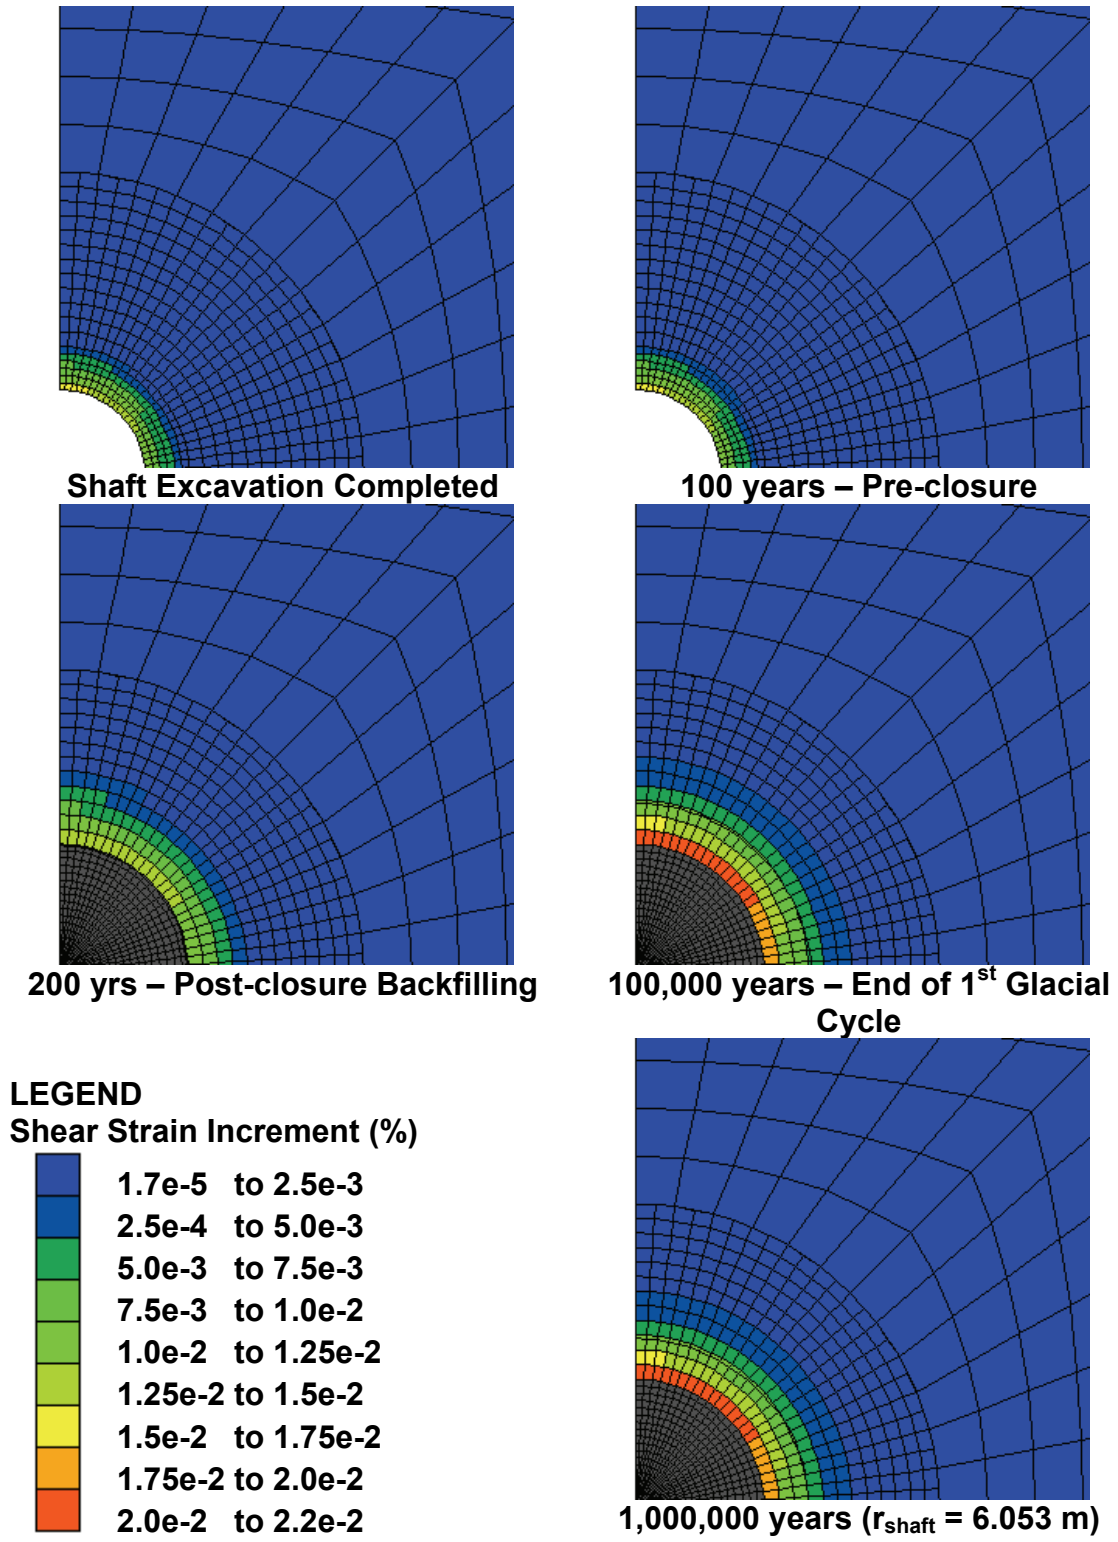 Shaft Excavation Completed
100 years – Pre-closure
200 yrs – Post-closure Backfilling
100,000 years – End of 1st Glacial
Cycle
LEGEND
Shear Strain Increment (%)
1.7e-5 to 2.5e-3
2.5e-4 to 5.0e-3
5.0e-3 to 7.5e-3
7.5e-3 to 1.0e-2
1.0e-2 to 1.25e-2
1.25e-2 to 1.5e-2
1.5e-2 to 1.75e-2
1.75e-2 to 2.0e-2
2.0e-2 to 2.2e-2
1,000,000 years (rshaft = 6.053 m)